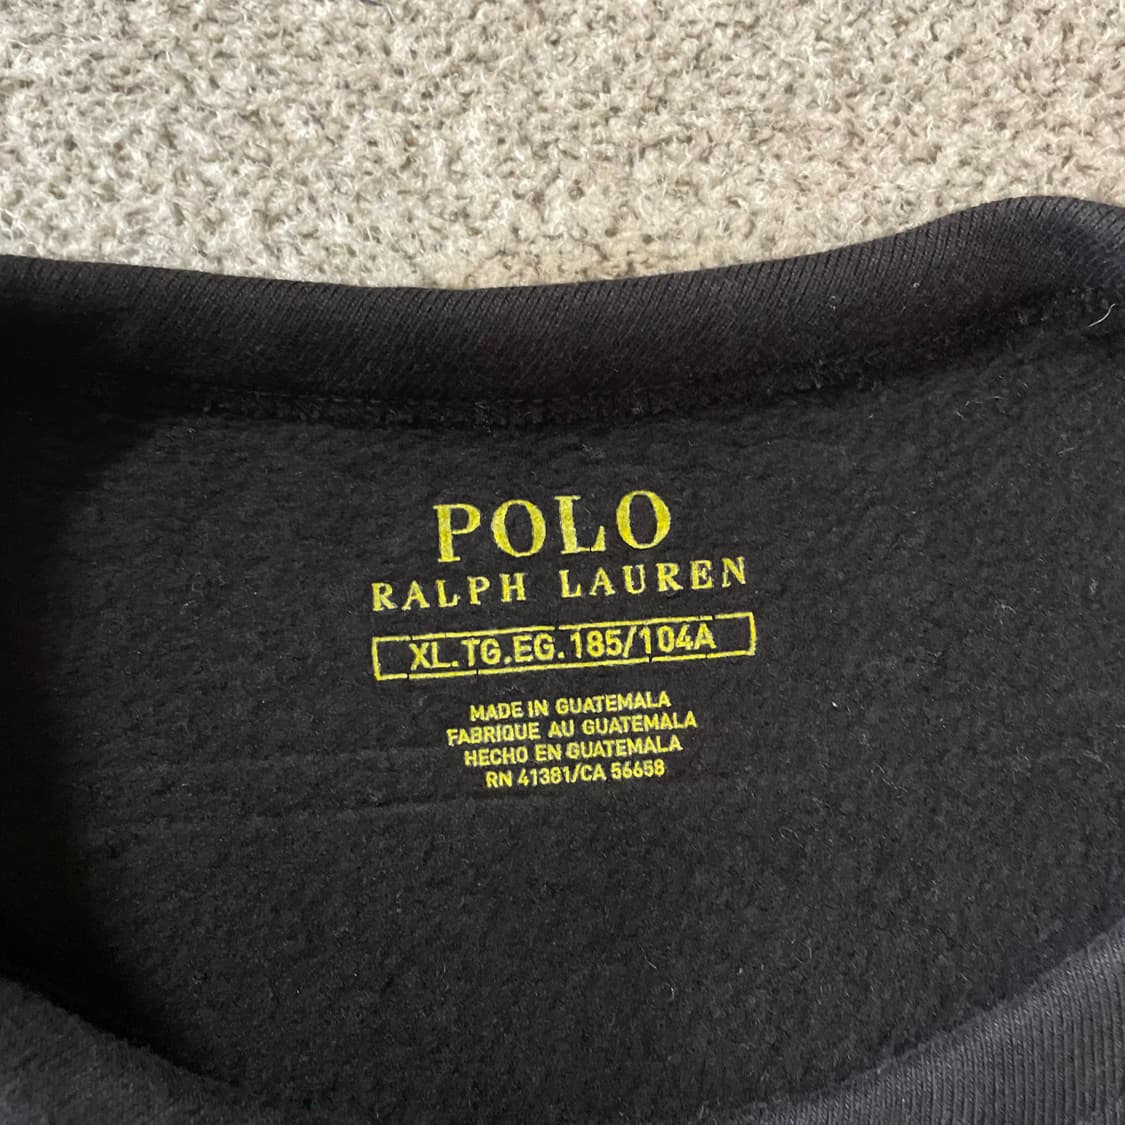 POLO
RALPH LAUREN
XL.TG.EG.185/104A
MADE IN GUATEMALA
FABRIQUE AU GUATEMALA
HECHO EN GUATEMALA
RN 41381/CA 56658